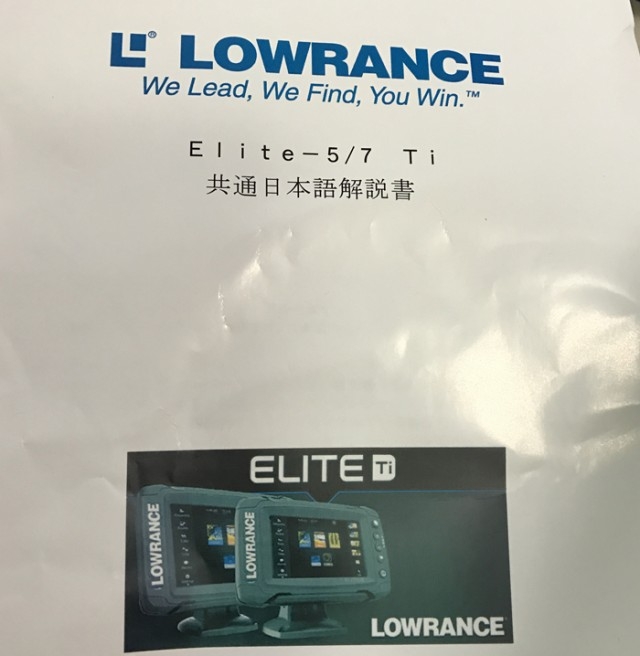 LOWRANCE®
We Lead, We Find, You Win.™
Ｅｌｉｔｅ－５/７　Ｔｉ
共通日本語解説書
ELITE Ti
LOWRANCE
LOWRANCE
LOWRANCE